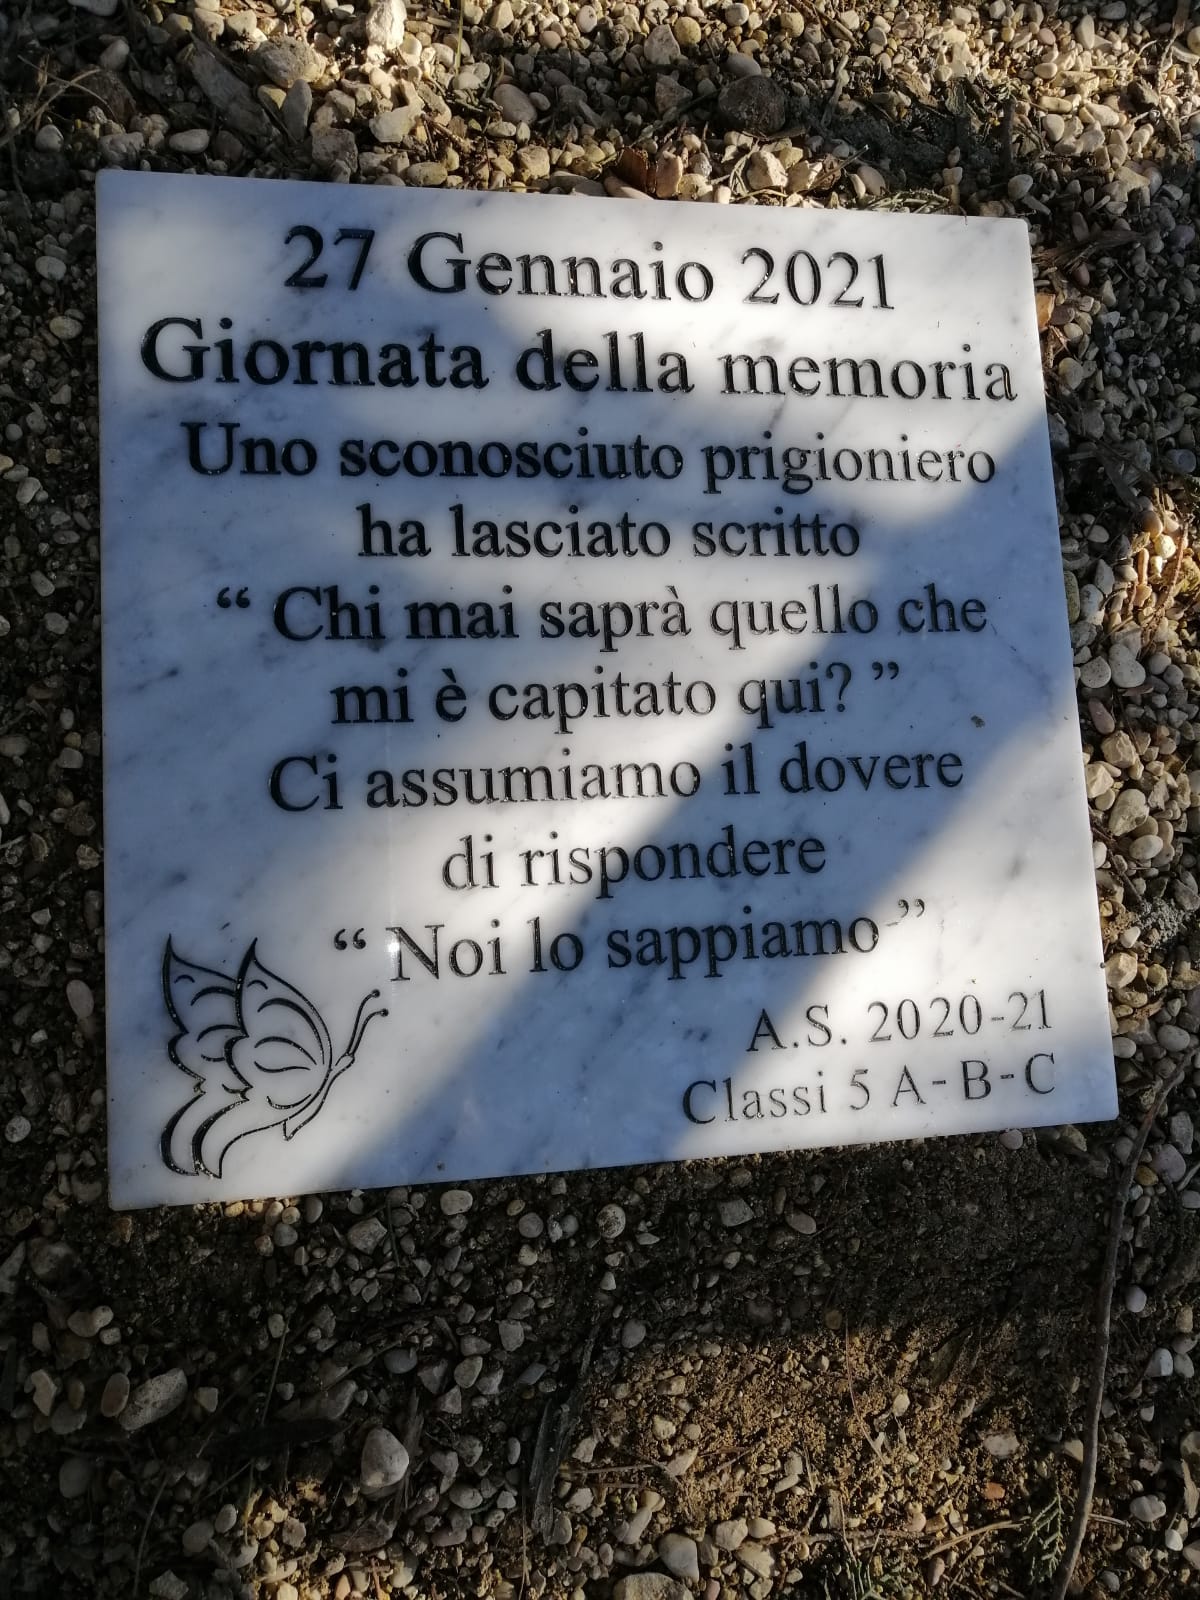 27 Gennaio 2021
Giornata della memoria
Uno sconosciuto prigioniero
ha lasciato scritto
“ Chi mai saprà quello che
mi è capitato qui? ”
Ci assumiamo il dovere
di rispondere
“ Noi lo sappiamo ”
A.S. 2020-21
Classi 5 A-B-C